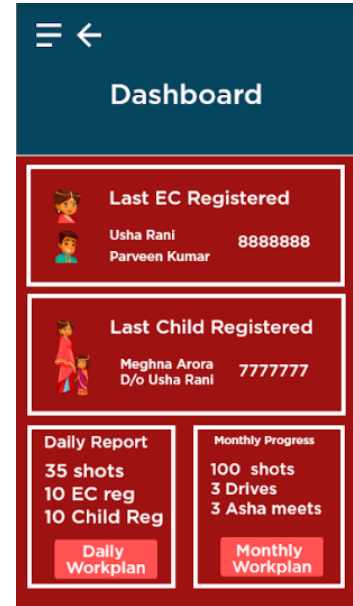 Dashboard
Last EC Registered
Usha Rani
Parveen Kumar
8888888
Last Child Registered
Meghna Arora
D/o Usha Rani
7777777
Daily Report
35 shots
10 EC reg
10 Child Reg
Daily
Workplan
Monthly Progress
100 shots
3 Drives
3 Asha meets
Monthly
Workplan